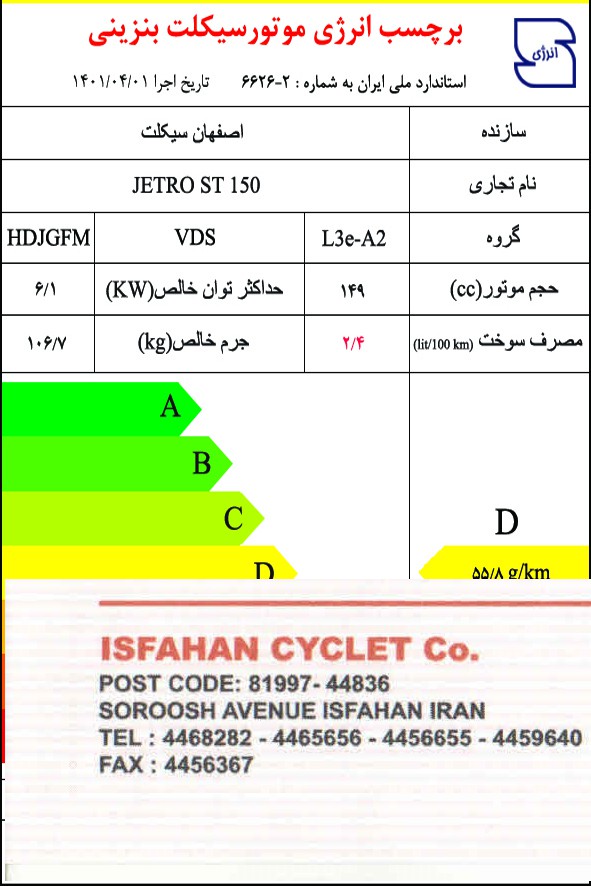 برچسب انرژی موتورسیکلت بنزینی
انرژی
استاندارد ملی ایران به شماره : ۲-۶۶۲۶ تاریخ اجرا ۱۴۰۱/۰۴/۰۱
سازنده اصفهان سیکلت
نام تجاری JETRO ST 150
گروه L3e-A2 VDS HDJGFM
حجم موتور(cc) ۱۴۹ حداکثر توان خالص(KW) ۶/۱
مصرف سوخت (lit/100 km) ۲/۴ جرم خالص(kg) ۱۰۶/۷
A
B
C
D
D
۵۵/۸ g/km
ISFAHAN CYCLET Co.
POST CODE: 81997- 44836
SOROOSH AVENUE ISFAHAN IRAN
TEL : 4468282 - 4465656 - 4456655 - 4459640
FAX : 4456367